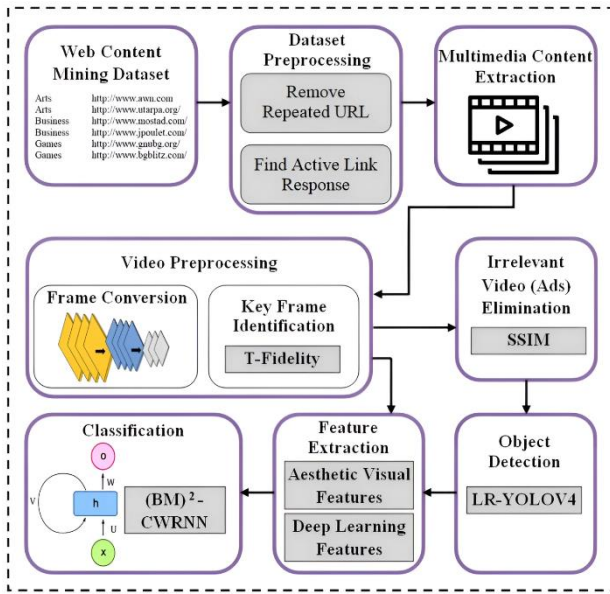 Web Content
Mining Dataset
Arts http://www.awn.com
Arts http://www.utarpa.org/
Business http://www.mostad.com/
Business http://www.jpoulet.com/
Games http://www.gnubg.org/
Games http://www.bgblitz.com/
Dataset
Preprocessing
Remove
Repeated URL
Find Active Link
Response
Multimedia Content
Extraction
Video Preprocessing
Frame Conversion
Key Frame
Identification
T-Fidelity
Irrelevant
Video (Ads)
Elimination
SSIM
Classification
o
W
V
h
U
x
(BM)²-
CWRNN
Feature
Extraction
Aesthetic Visual
Features
Deep Learning
Features
Object
Detection
LR-YOLOV4